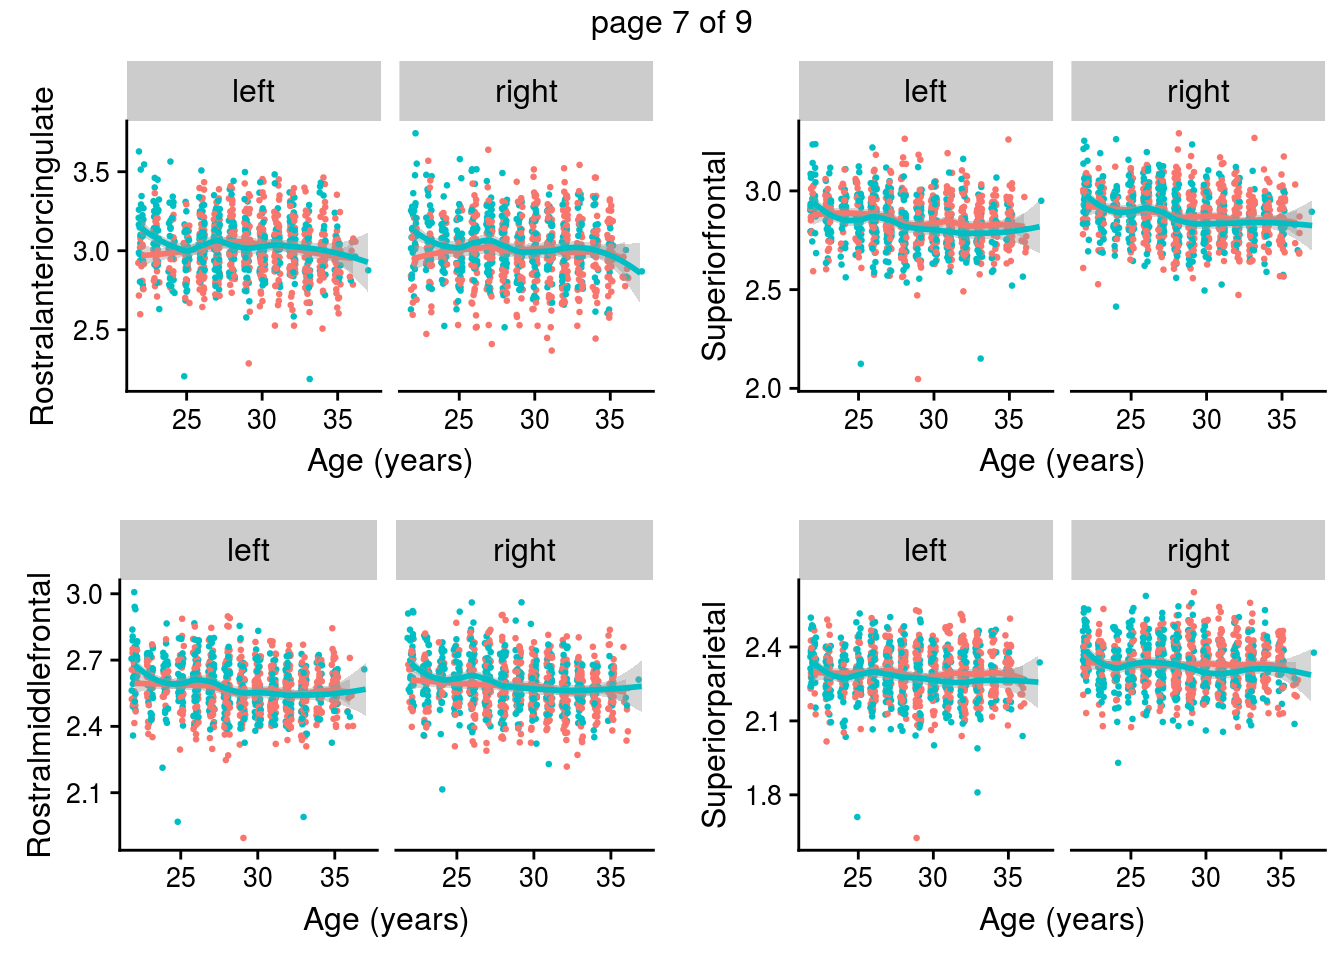 page 7 of 9
left right
Rostralanteriorcingulate
3.5
3.0
2.5
25 30 35 25 30 35
Age (years)
left right
Superiorfrontal
3.0
2.5
2.0
25 30 35 25 30 35
Age (years)
left right
Rostralmiddlefrontal
3.0
2.7
2.4
2.1
25 30 35 25 30 35
Age (years)
left right
Superiorparietal
2.4
2.1
1.8
25 30 35 25 30 35
Age (years)